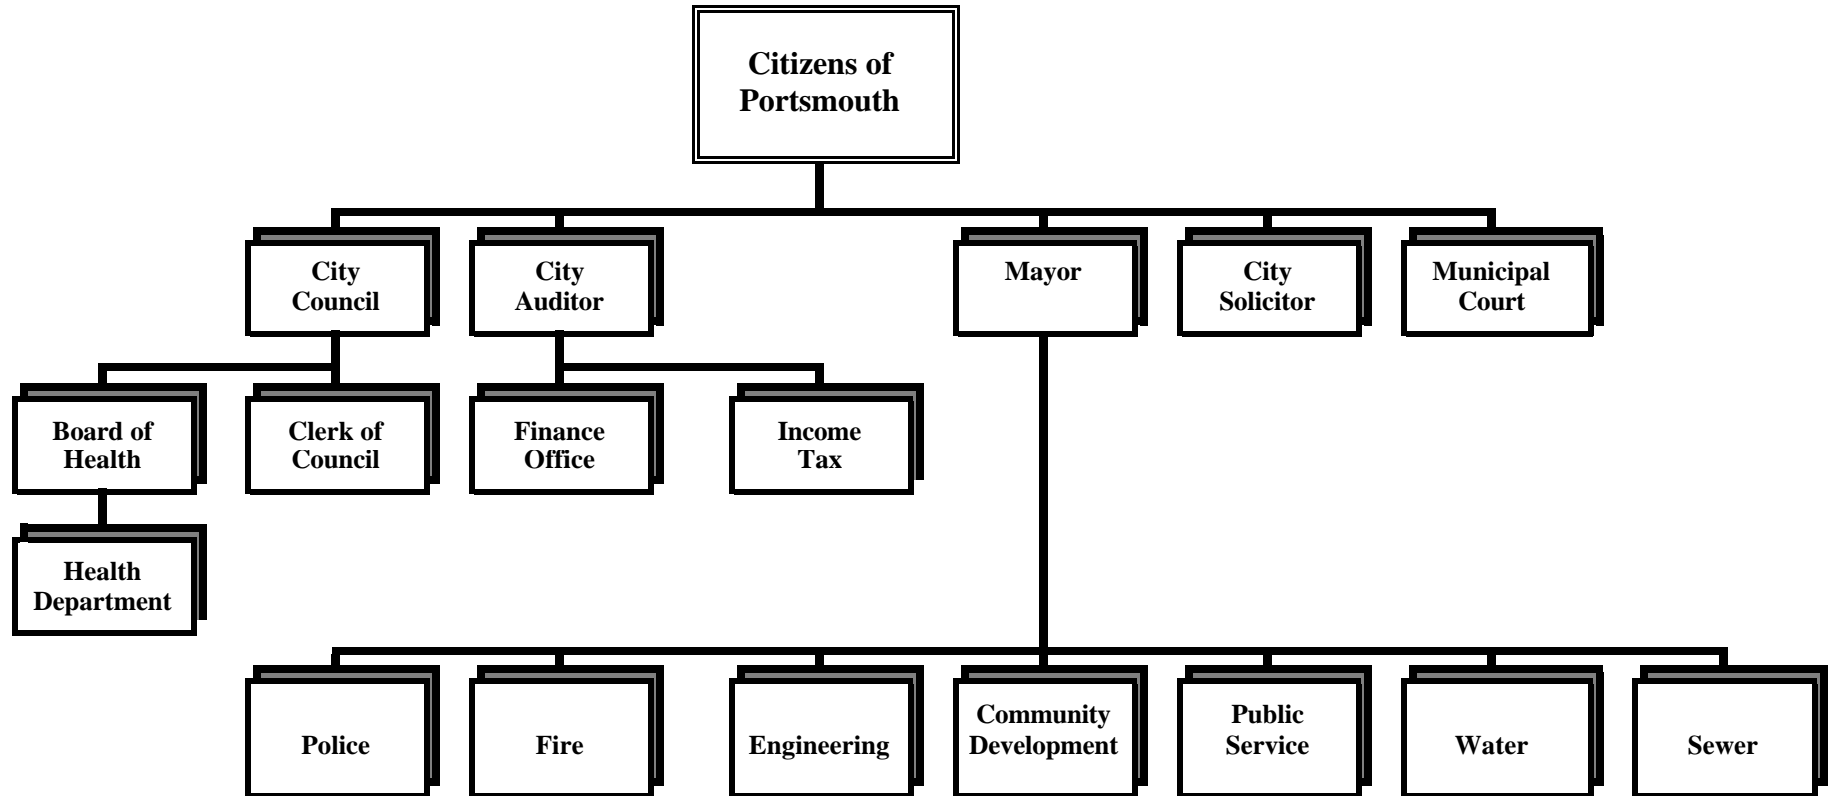 Citizens of
Portsmouth
City
Council
City
Auditor
Mayor
City
Solicitor
Municipal
Court
Board of
Health
Clerk of
Council
Finance
Office
Income
Tax
Health
Department
Police
Fire
Engineering
Community
Development
Public
Service
Water
Sewer